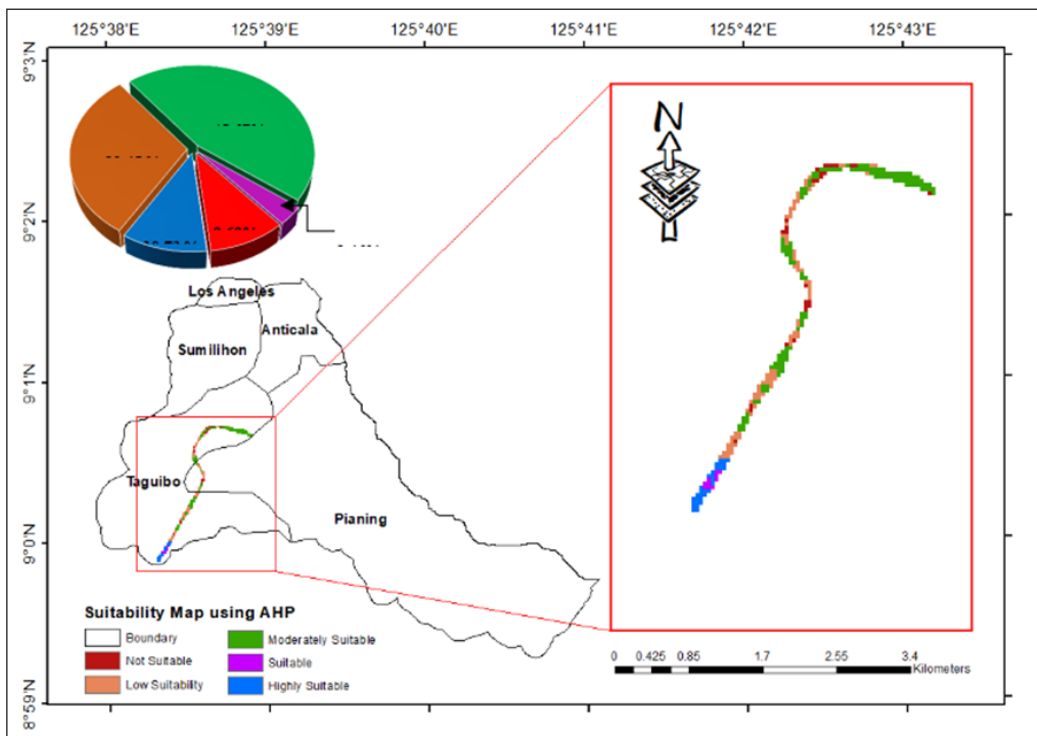 125°38'E 125°39'E 125°40'E 125°41'E 125°42'E 125°43'E
9°3'N
9°2'N
9°1'N
9°0'N
8°59'N
N
Los Angeles
Anticala
Sumilihon
Taguibo
Pianing
Suitability Map using AHP
Boundary
Not Suitable
Low Suitability
Moderately Suitable
Suitable
Highly Suitable
0 0.425 0.85 1.7 2.55 3.4
Kilometers